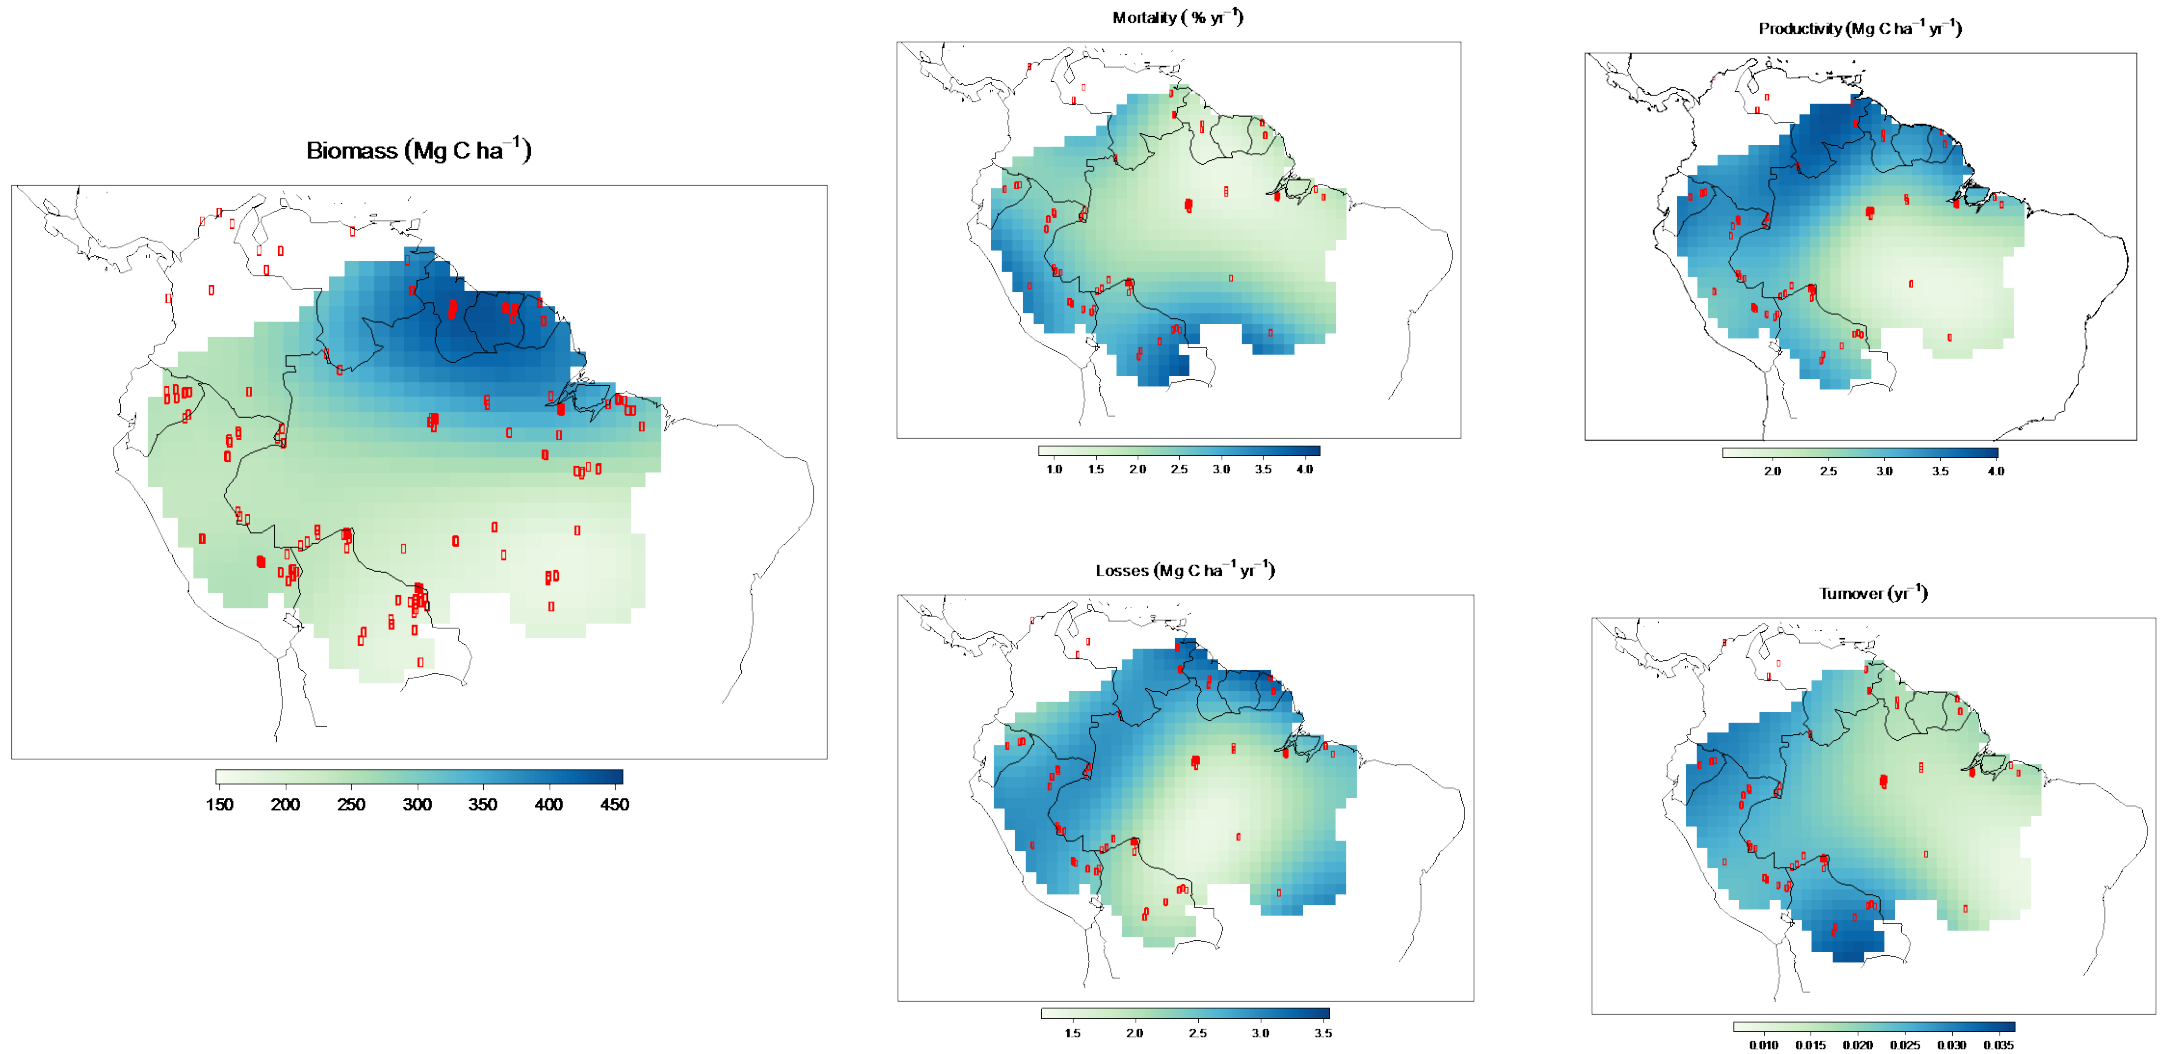 Biomass (Mg C ha⁻¹)
150 200 250 300 350 400 450
Mortality ( % yr⁻¹)
1.0 1.5 2.0 2.5 3.0 3.5 4.0
Productivity (Mg C ha⁻¹ yr⁻¹)
2.0 2.5 3.0 3.5 4.0
Losses (Mg C ha⁻¹ yr⁻¹)
1.5 2.0 2.5 3.0 3.5
Turnover (yr⁻¹)
0.010 0.015 0.020 0.025 0.030 0.035